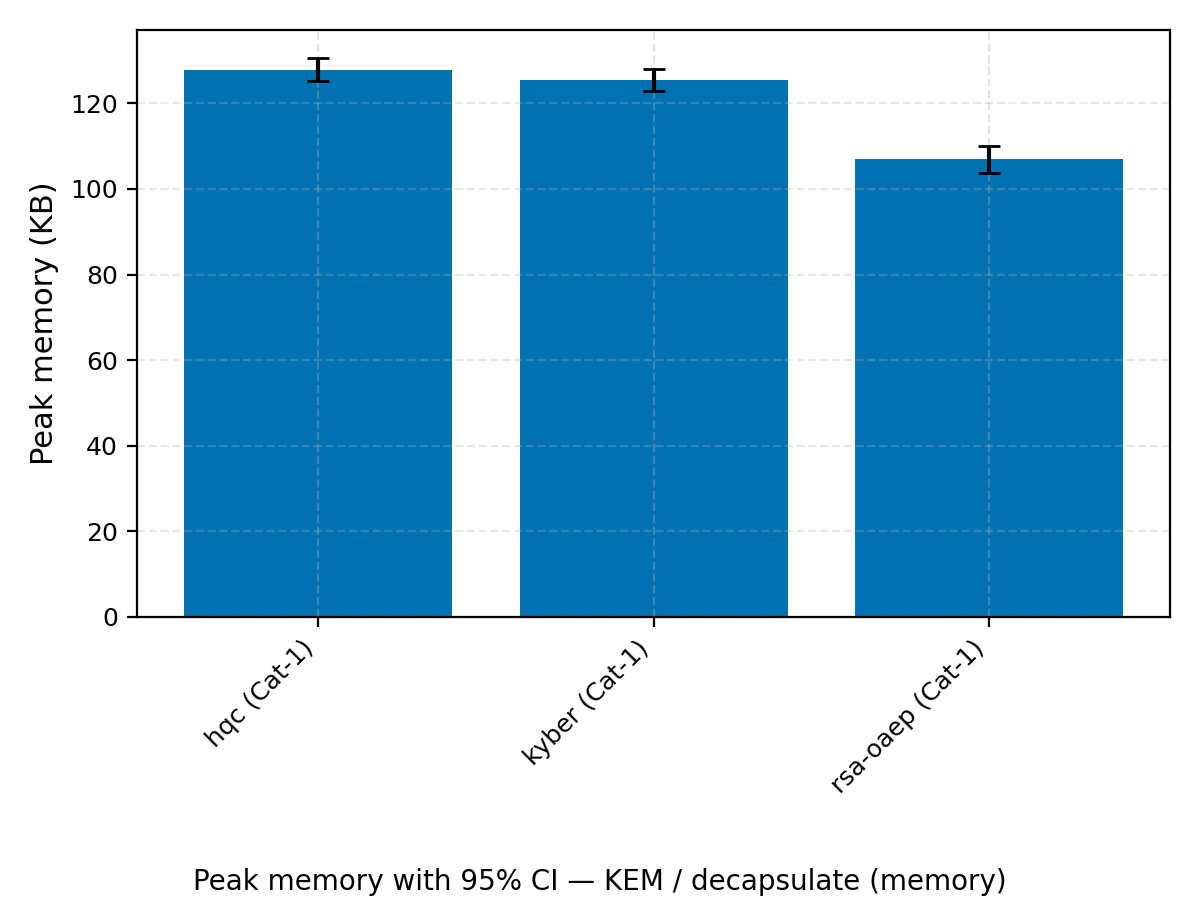 Peak memory (KB)
120
100
80
60
40
20
0
hqc (Cat-1)
kyber (Cat-1)
rsa-oaep (Cat-1)
Peak memory with 95% CI — KEM / decapsulate (memory)